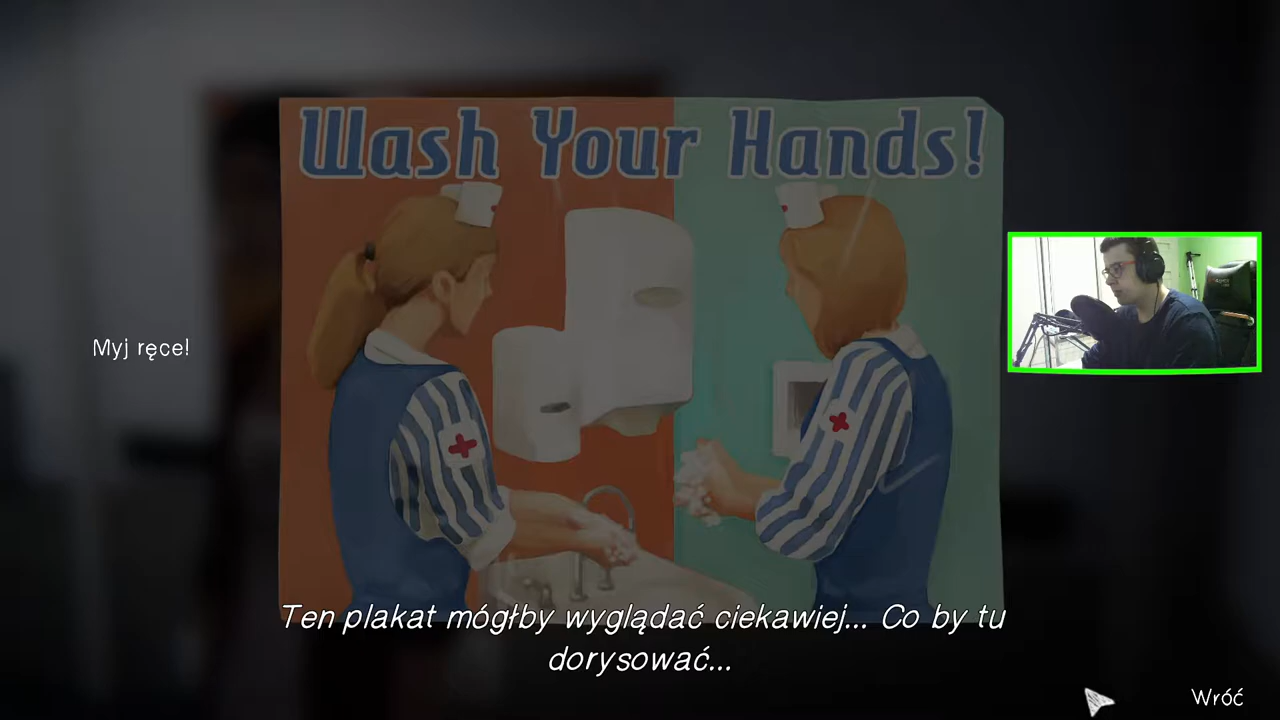 Wash Your Hands!
Myj ręce!
Ten plakat mógłby wyglądać ciekawiej... Co by tu
dorysować...
Wróć